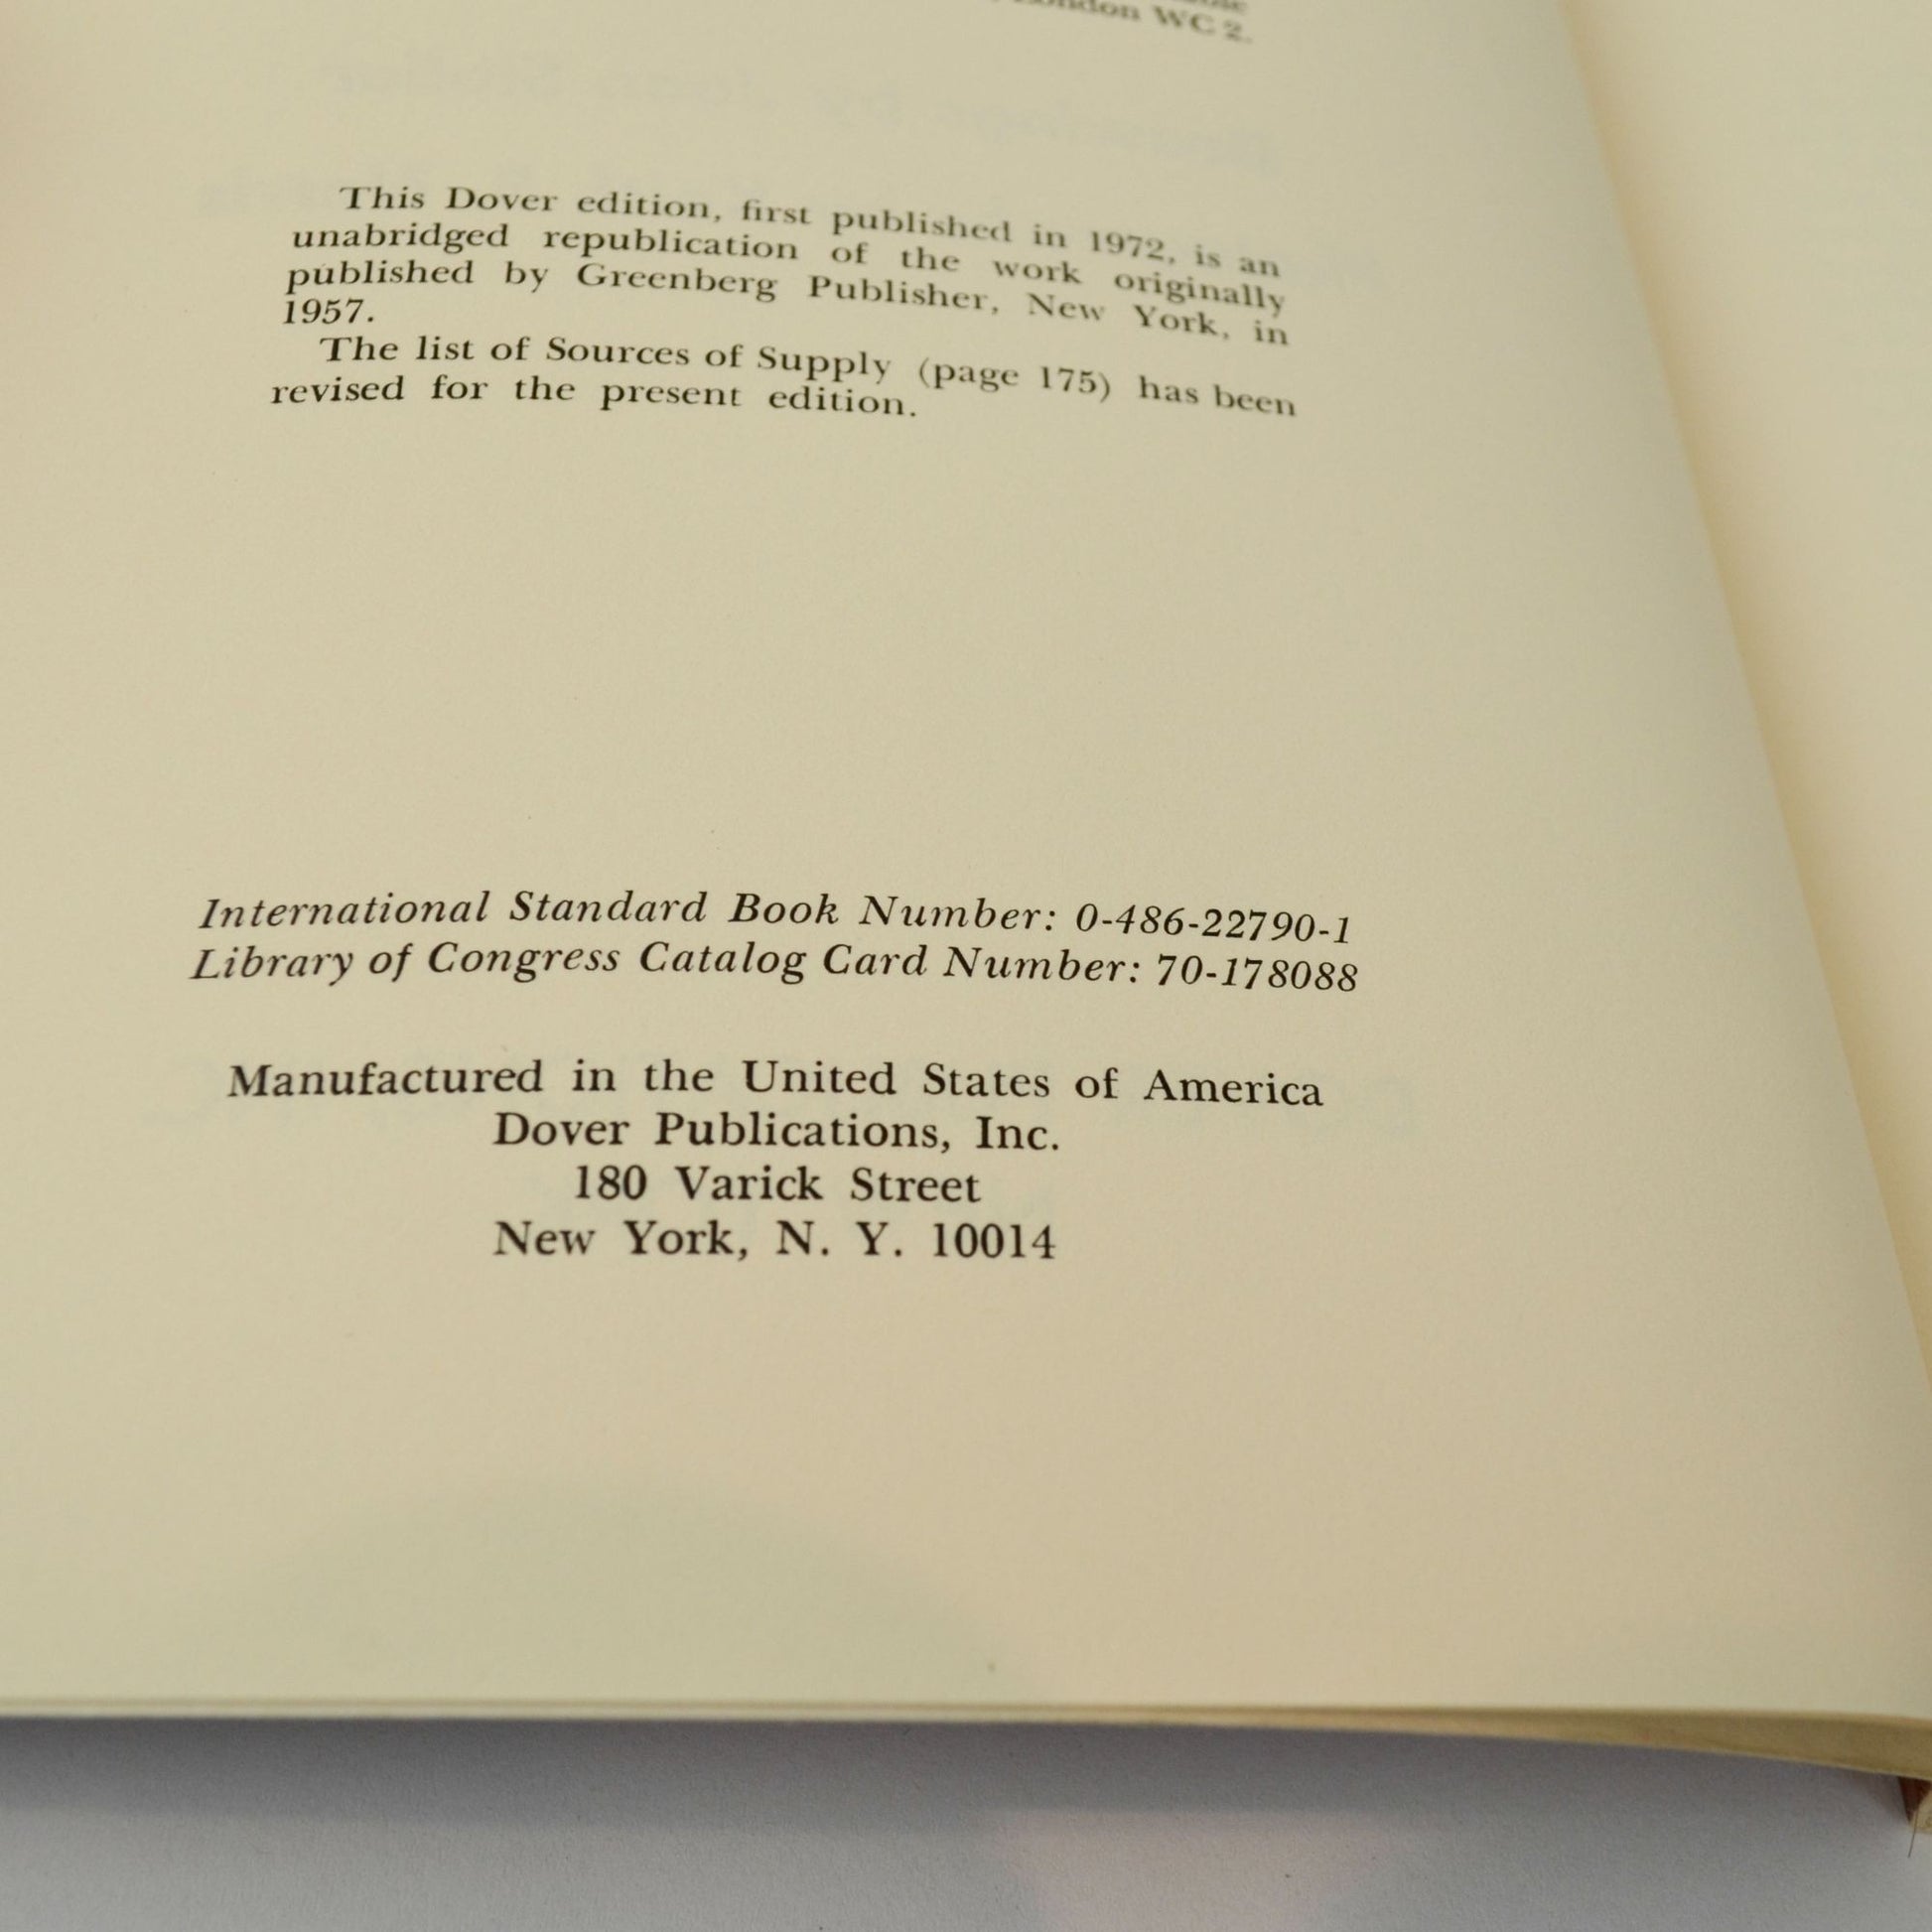 London WC 2.
This Dover edition, first published in 1972, is an
unabridged republication of the work originally
published by Greenberg Publisher, New York, in
1957.
The list of Sources of Supply (page 175) has been
revised for the present edition.
International Standard Book Number: 0-486-22790-1
Library of Congress Catalog Card Number: 70-178088
Manufactured in the United States of America
Dover Publications, Inc.
180 Varick Street
New York, N. Y. 10014